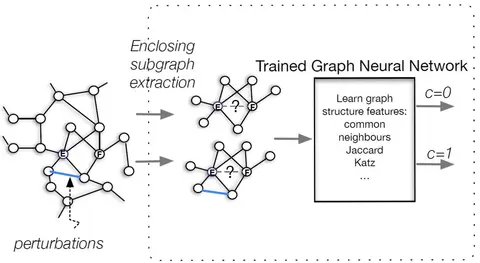 Enclosing
subgraph
extraction
Trained Graph Neural Network
E
F
perturbations
E
?
F
E
?
F
Learn graph
structure features:
common
neighbours
Jaccard
Katz
...
c=0
c=1